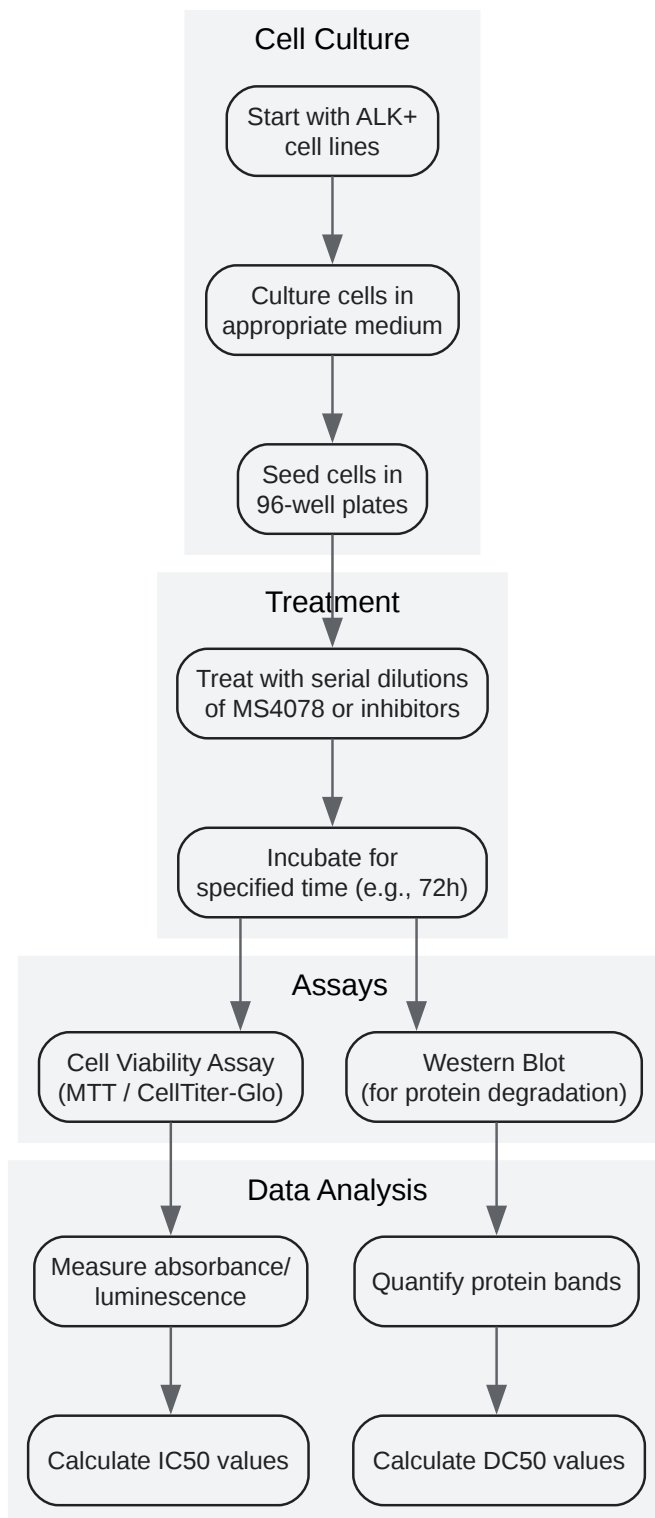 Cell Culture
Start with ALK+
cell lines
Culture cells in
appropriate medium
Seed cells in
96-well plates
Treatment
Treat with serial dilutions
of MS4078 or inhibitors
Incubate for
specified time (e.g., 72h)
Assays
Cell Viability Assay
(MTT / CellTiter-Glo)
Western Blot
(for protein degradation)
Data Analysis
Measure absorbance/
luminescence
Quantify protein bands
Calculate IC50 values
Calculate DC50 values